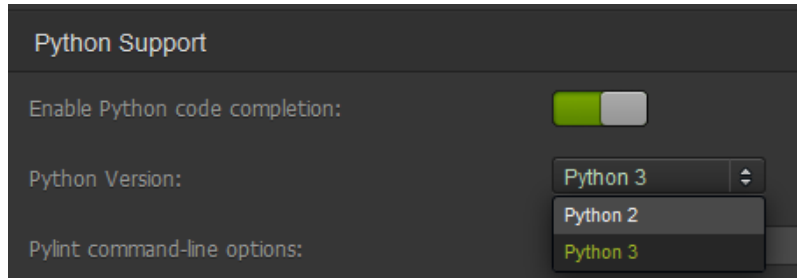 Python Support
Enable Python code completion:
Python Version:
Python 3
Python 2
Pylint command-line options:
Python 3